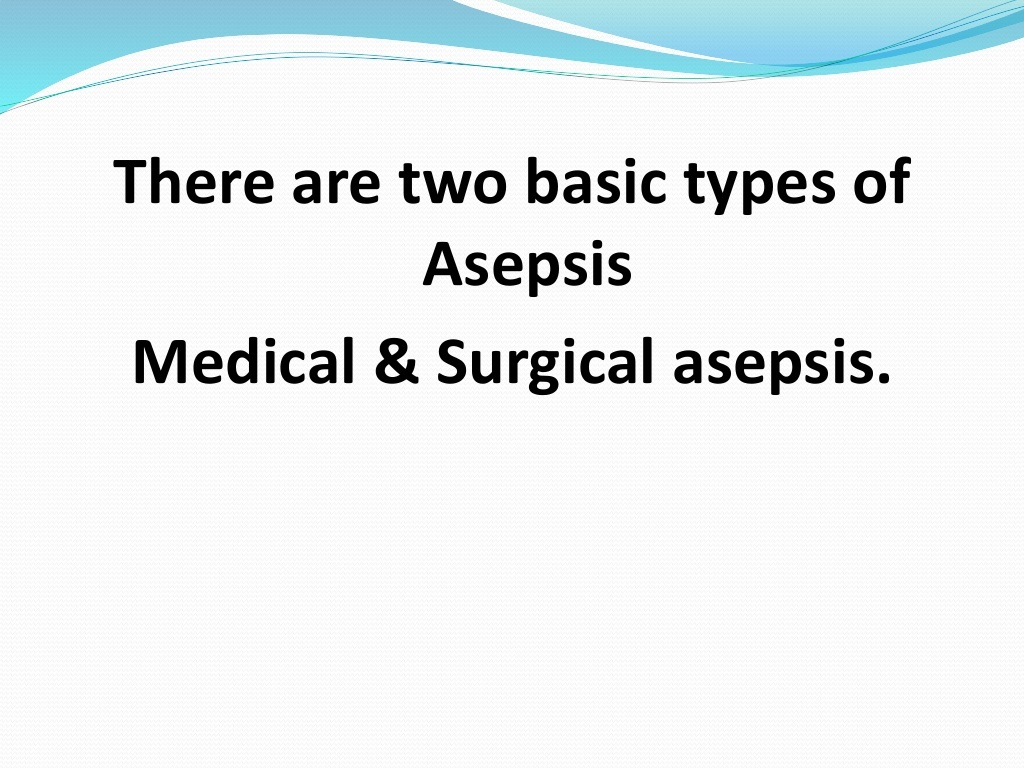 There are two basic types of
Asepsis
Medical & Surgical asepsis.